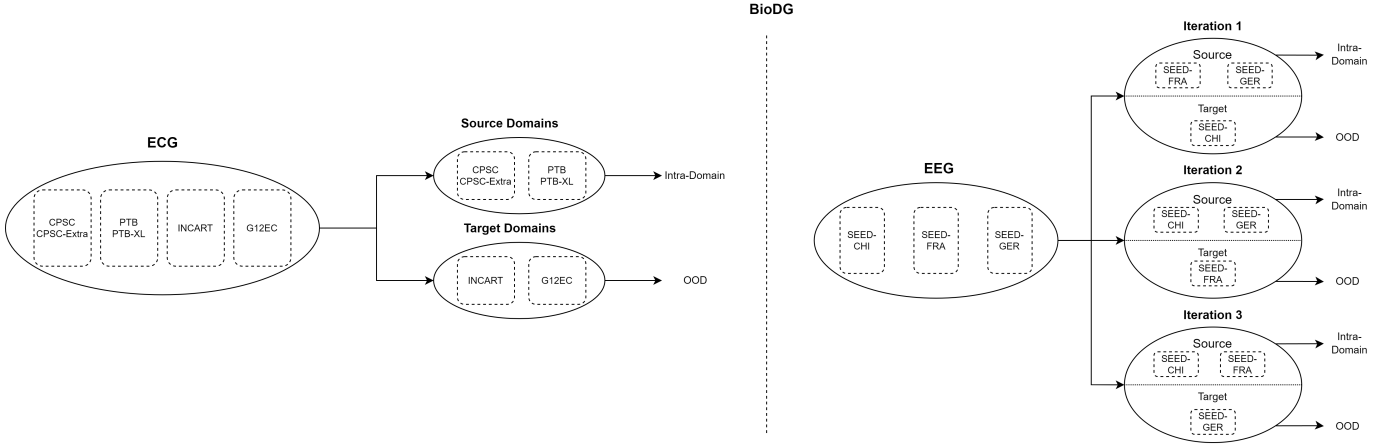 BioDG
ECG
CPSC
CPSC-Extra
PTB
PTB-XL
INCART
G12EC
Source Domains
CPSC
CPSC-Extra
PTB
PTB-XL
Intra-Domain
Target Domains
INCART
G12EC
OOD
EEG
SEED-
CHI
SEED-
FRA
SEED-
GER
Iteration 1
Source
SEED-
FRA
SEED-
GER
Target
SEED-
CHI
Intra-
Domain
OOD
Iteration 2
Source
SEED-
CHI
SEED-
GER
Target
SEED-
FRA
Intra-
Domain
OOD
Iteration 3
Source
SEED-
CHI
SEED-
FRA
Target
SEED-
GER
Intra-
Domain
OOD